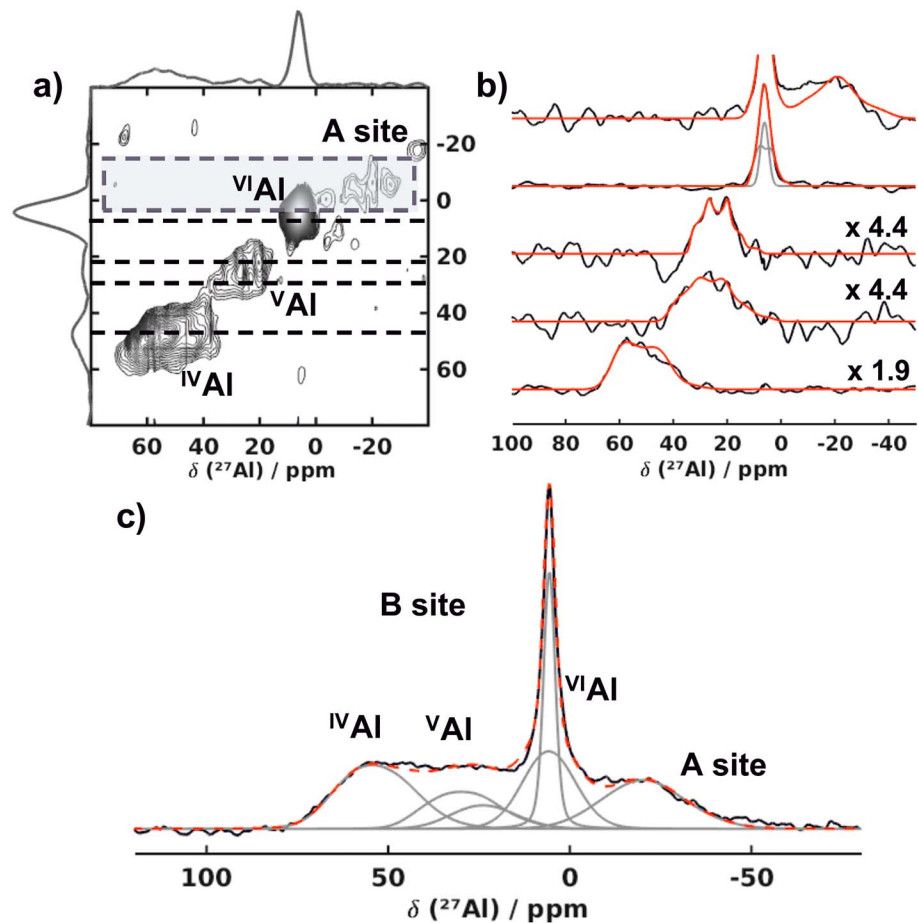 a)
A site
VIAl
VAl
IVAl
-20
0
20
40
60
60 40 20 0 -20
δ (²⁷Al) / ppm
b)
x 4.4
x 4.4
x 1.9
100 80 60 40 20 0 -20 -40
δ (²⁷Al) / ppm
c)
B site
VIAl
IVAl
VAl
A site
100 50 0 -50
δ (²⁷Al) / ppm